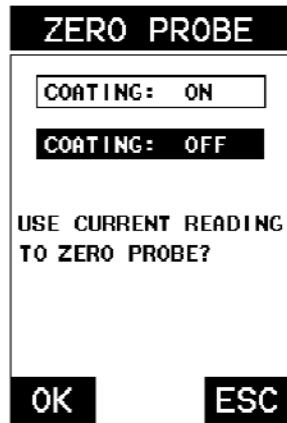 ZERO PROBE
COATING: ON
COATING: OFF
USE CURRENT READING
TO ZERO PROBE?
OK ESC